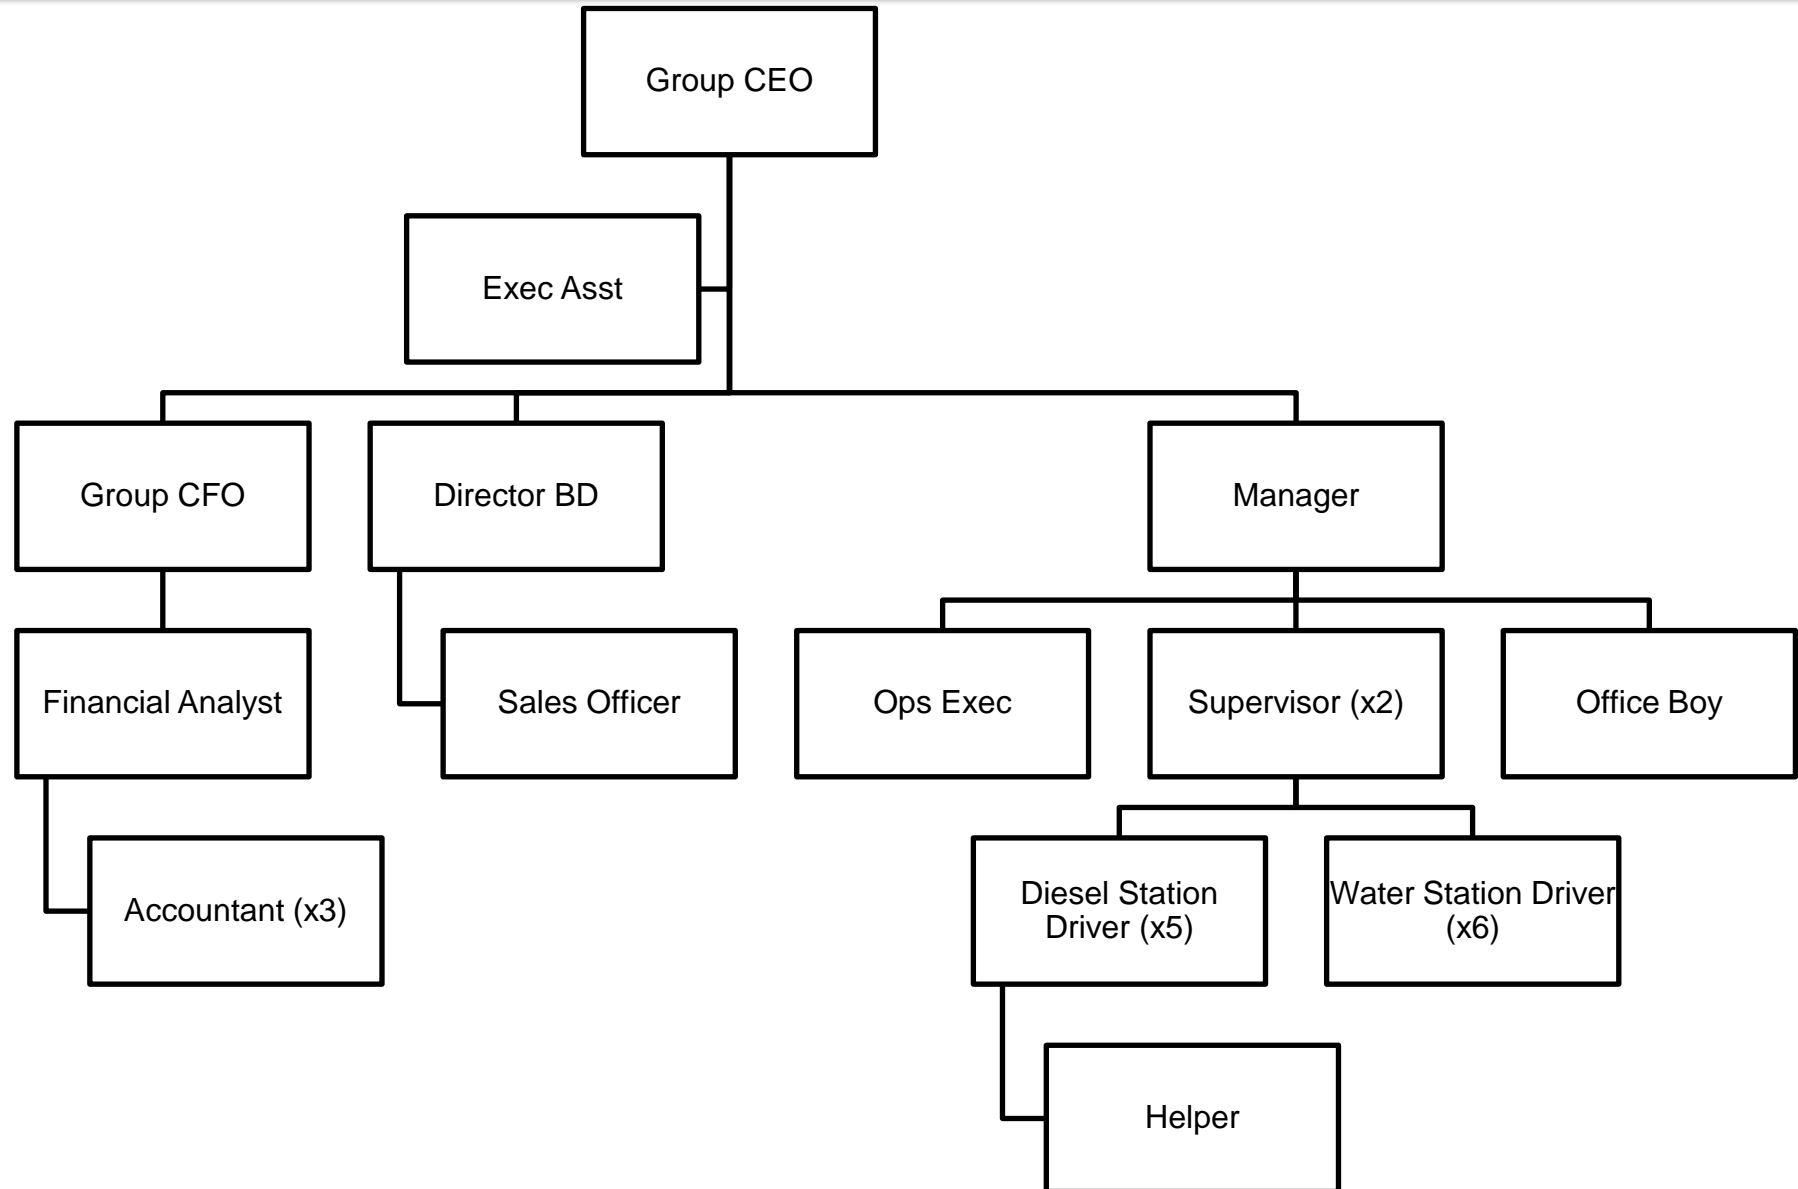 Group CEO
Exec Asst
Group CFO
Director BD
Manager
Financial Analyst
Sales Officer
Ops Exec
Supervisor (x2)
Office Boy
Accountant (x3)
Diesel Station
Driver (x5)
Water Station Driver
(x6)
Helper